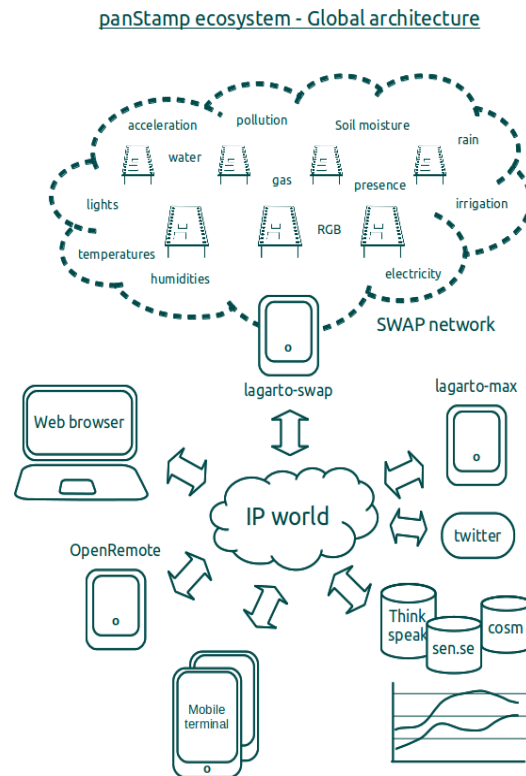 panStamp ecosystem - Global architecture
acceleration
pollution
Soil moisture
rain
water
gas
presence
lights
irrigation
RGB
temperatures
humidities
electricity
SWAP network
lagarto-swap
lagarto-max
Web browser
IP world
twitter
OpenRemote
Think
speak
cosm
sen.se
Mobile
terminal